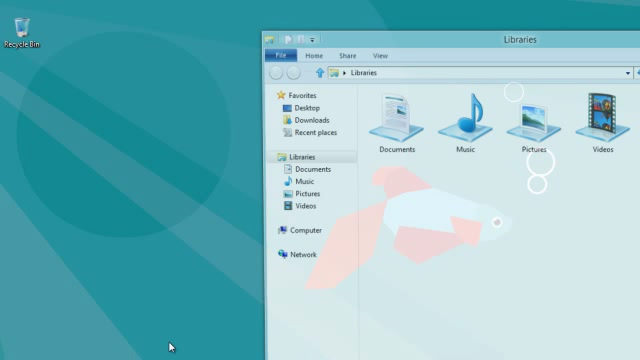 Recycle Bin
Libraries
File Home Share View
Libraries
Favorites
Desktop
Downloads
Recent places
Libraries
Documents
Music
Pictures
Videos
Computer
Network
Documents Music Pictures Videos